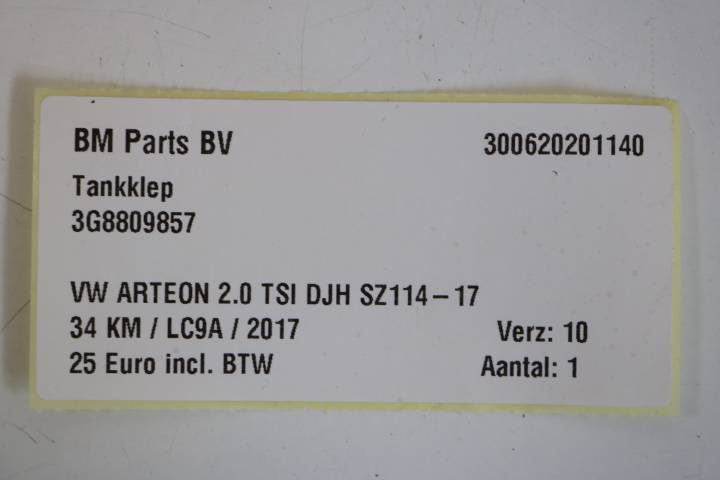 BM Parts BV 300620201140
Tankklep
3G8809857
VW ARTEON 2.0 TSI DJH SZ114-17
34 KM / LC9A / 2017 Verz: 10
25 Euro incl. BTW Aantal: 1